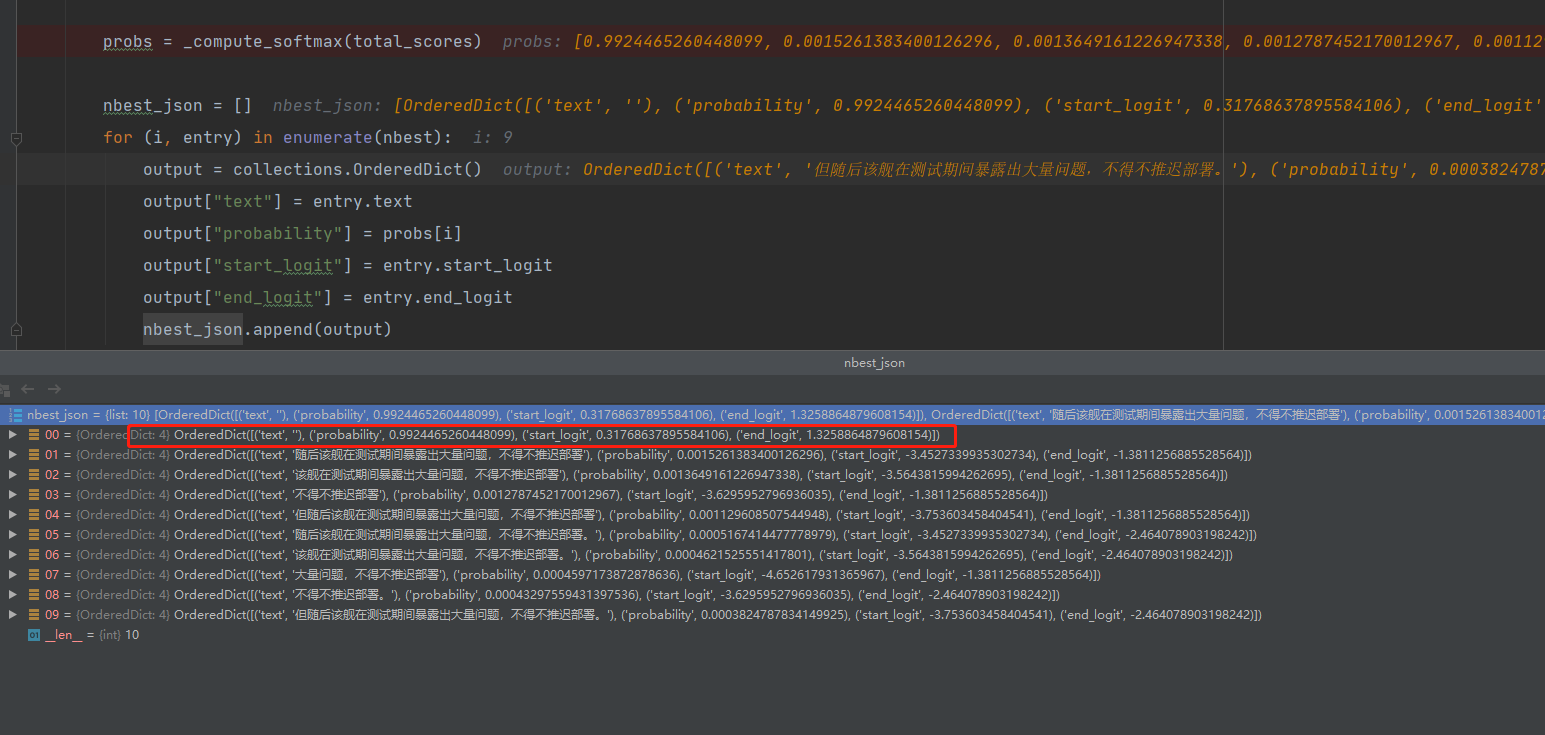 probs = _compute_softmax(total_scores)  probs: [0.9924465260448099, 0.0015261383400126296, 0.0013649161226947338, 0.0012787452170012967, 0.00112
nbest_json = []  nbest_json: [OrderedDict([('text', ''), ('probability', 0.9924465260448099), ('start_logit', 0.31768637895584106), ('end_logit'
for (i, entry) in enumerate(nbest):  i: 9
output = collections.OrderedDict()  output: OrderedDict([('text', '但随后该舰在测试期间暴露出大量问题，不得不推迟部署。'), ('probability', 0.0003824787
output["text"] = entry.text
output["probability"] = probs[i]
output["start_logit"] = entry.start_logit
output["end_logit"] = entry.end_logit
nbest_json.append(output)
nbest_json
nbest_json = {list: 10} [OrderedDict([('text', ''), ('probability', 0.9924465260448099), ('start_logit', 0.31768637895584106), ('end_logit', 1.3258864879608154)]), OrderedDict([('text', '随后该舰在测试期间暴露出大量问题，不得不推迟部署'), ('probability', 0.001526138340012
00 = {OrderedDict: 4} OrderedDict([('text', ''), ('probability', 0.9924465260448099), ('start_logit', 0.31768637895584106), ('end_logit', 1.3258864879608154)])
01 = {OrderedDict: 4} OrderedDict([('text', '随后该舰在测试期间暴露出大量问题，不得不推迟部署'), ('probability', 0.0015261383400126296), ('start_logit', -3.4527339935302734), ('end_logit', -1.3811256885528564)])
02 = {OrderedDict: 4} OrderedDict([('text', '该舰在测试期间暴露出大量问题，不得不推迟部署'), ('probability', 0.0013649161226947338), ('start_logit', -3.5643815994262695), ('end_logit', -1.3811256885528564)])
03 = {OrderedDict: 4} OrderedDict([('text', '不得不推迟部署'), ('probability', 0.0012787452170012967), ('start_logit', -3.6295952796936035), ('end_logit', -1.3811256885528564)])
04 = {OrderedDict: 4} OrderedDict([('text', '但随后该舰在测试期间暴露出大量问题，不得不推迟部署'), ('probability', 0.001129608507544948), ('start_logit', -3.753603458404541), ('end_logit', -1.3811256885528564)])
05 = {OrderedDict: 4} OrderedDict([('text', '随后该舰在测试期间暴露出大量问题，不得不推迟部署。'), ('probability', 0.0005167414477778979), ('start_logit', -3.4527339935302734), ('end_logit', -2.464078903198242)])
06 = {OrderedDict: 4} OrderedDict([('text', '该舰在测试期间暴露出大量问题，不得不推迟部署。'), ('probability', 0.0004621525551417801), ('start_logit', -3.5643815994262695), ('end_logit', -2.464078903198242)])
07 = {OrderedDict: 4} OrderedDict([('text', '大量问题，不得不推迟部署'), ('probability', 0.0004597173872878636), ('start_logit', -4.652617931365967), ('end_logit', -1.3811256885528564)])
08 = {OrderedDict: 4} OrderedDict([('text', '不得不推迟部署。'), ('probability', 0.00043297559431397536), ('start_logit', -3.6295952796936035), ('end_logit', -2.464078903198242)])
09 = {OrderedDict: 4} OrderedDict([('text', '但随后该舰在测试期间暴露出大量问题，不得不推迟部署。'), ('probability', 0.0003824787834149925), ('start_logit', -3.753603458404541), ('end_logit', -2.464078903198242)])
01 __len__ = {int} 10